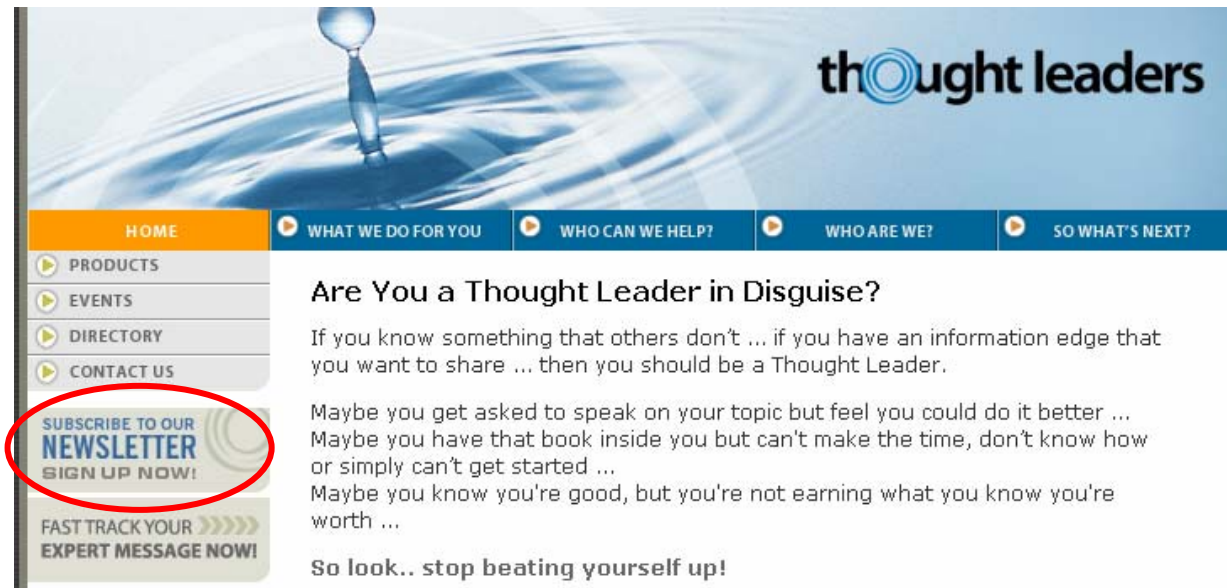 thought leaders
HOME
WHAT WE DO FOR YOU
WHO CAN WE HELP?
WHO ARE WE?
SO WHAT'S NEXT?
PRODUCTS
EVENTS
DIRECTORY
CONTACT US
SUBSCRIBE TO OUR
NEWSLETTER
SIGN UP NOW!
FAST TRACK YOUR
EXPERT MESSAGE NOW!
Are You a Thought Leader in Disguise?
If you know something that others don't ... if you have an information edge that
you want to share ... then you should be a Thought Leader.
Maybe you get asked to speak on your topic but feel you could do it better ...
Maybe you have that book inside you but can't make the time, don't know how
or simply can't get started ...
Maybe you know you're good, but you're not earning what you know you're
worth ...
So look.. stop beating yourself up!